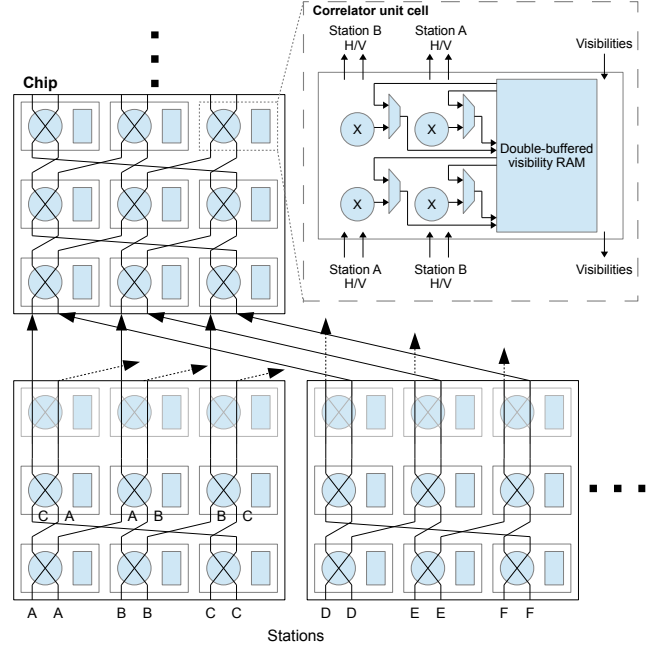 Correlator unit cell
Station B
H/V
Station A
H/V
Visibilities
Chip
X
X
Double-buffered
visibility RAM
X
X
Station A
H/V
Station B
H/V
Visibilities
C A A B B C
A A B B C C D D E E F F
Stations